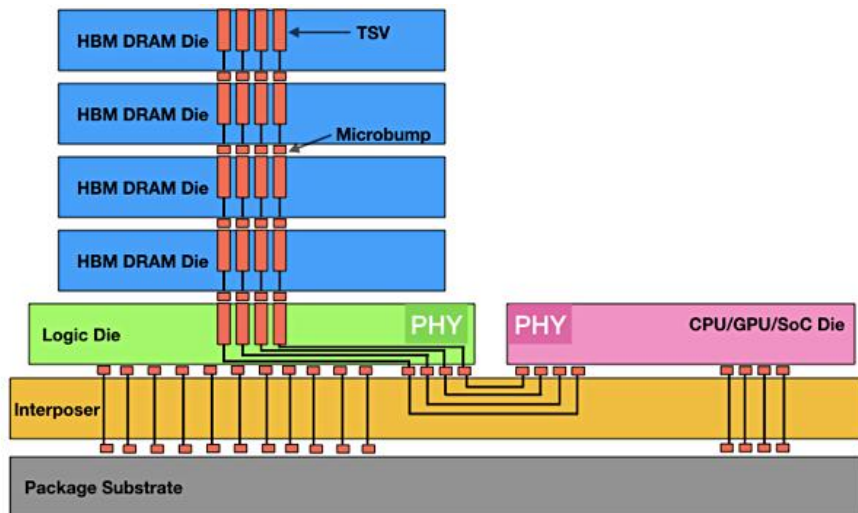 HBM DRAM Die
TSV
HBM DRAM Die
Microbump
HBM DRAM Die
HBM DRAM Die
Logic Die
PHY
PHY
CPU/GPU/SoC Die
Interposer
Package Substrate